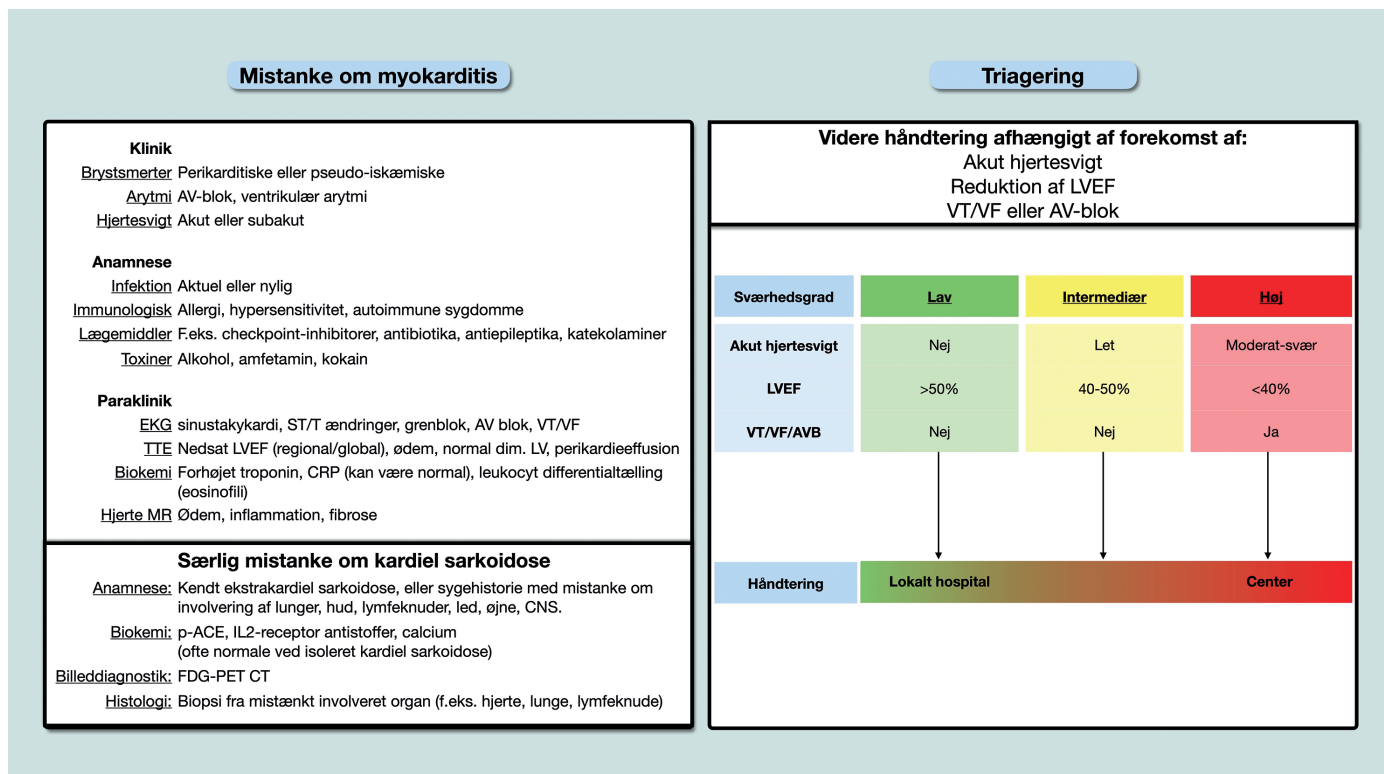 Mistanke om myokarditis
Klinik
Brystsmerter Perikarditiske eller pseudo-iskæmiske
Arytmi AV-blok, ventrikulær arytmi
Hjertesvigt Akut eller subakut
Anamnese
Infektion Aktuel eller nylig
Immunologisk Allergi, hypersensitivitet, autoimmune sygdomme
Lægemiddler F.eks. checkpoint-inhibitorer, antibiotika, antiepileptika, katekolaminer
Toxiner Alkohol, amfetamin, kokain
Paraklinik
EKG sinustakykardi, ST/T ændringer, grenblok, AV blok, VT/VF
TTE Nedsat LVEF (regional/global), ødem, normal dim. LV, perikardieeffusion
Biokemi Forhøjet troponin, CRP (kan være normal), leukocyt differentialtælling
(eosinofili)
Hjerte MR Ødem, inflammation, fibrose
Særlig mistanke om kardiel sarkoidose
Anamnese: Kendt ekstrakardiel sarkoidose, eller sygehistorie med mistanke om
involvering af lunger, hud, lymfeknuder, led, øjne, CNS.
Biokemi: p-ACE, IL2-receptor antistoffer, calcium
(ofte normale ved isoleret kardiel sarkoidose)
Billeddiagnostik: FDG-PET CT
Histologi: Biopsi fra mistænkt involveret organ (f.eks. hjerte, lunge, lymfeknude)
Triagering
Videre håndtering afhængigt af forekomst af:
Akut hjertesvigt
Reduktion af LVEF
VT/VF eller AV-blok
Sværhedsgrad Lav Intermediær Høj
Akut hjertesvigt Nej Let Moderat-svær
LVEF >50% 40-50% <40%
VT/VF/AVB Nej Nej Ja
Håndtering Lokalt hospital Center